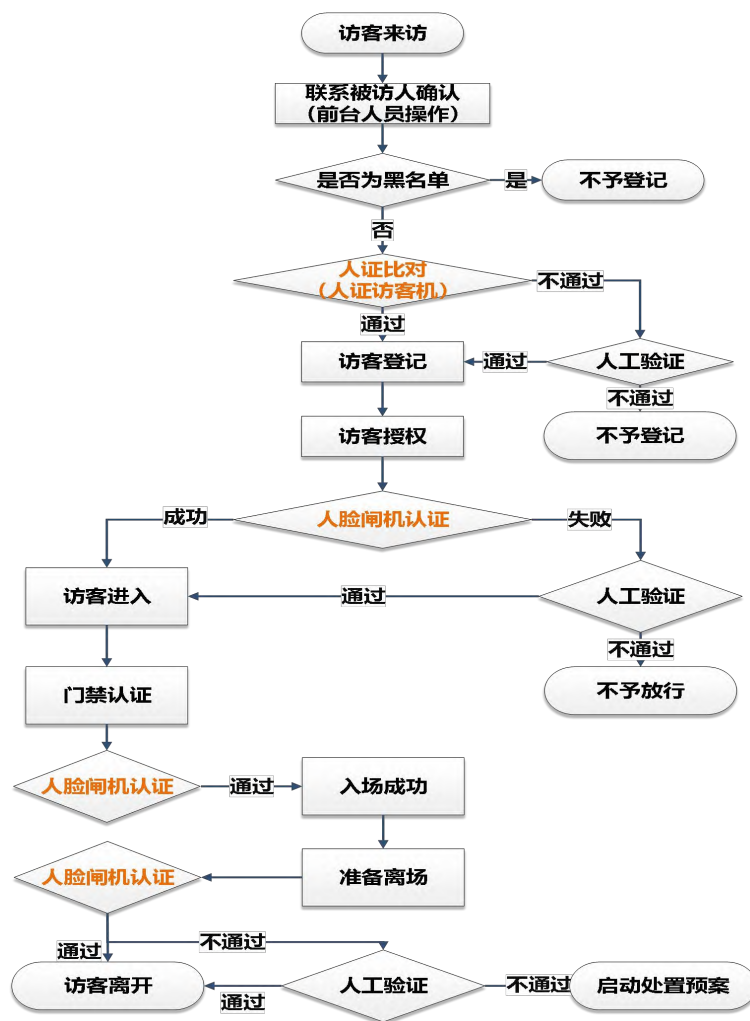 访客来访
联系被访人确认
（前台人员操作）
是否为黑名单
是
不予登记
否
人证比对
（人证访客机）
不通过
通过
访客登记
通过
人工验证
不通过
不予登记
访客授权
成功
人脸闸机认证
失败
访客进入
通过
人工验证
不通过
门禁认证
不予放行
人脸闸机认证
通过
入场成功
人脸闸机认证
准备离场
通过
不通过
访客离开
通过
人工验证
不通过
启动处置预案